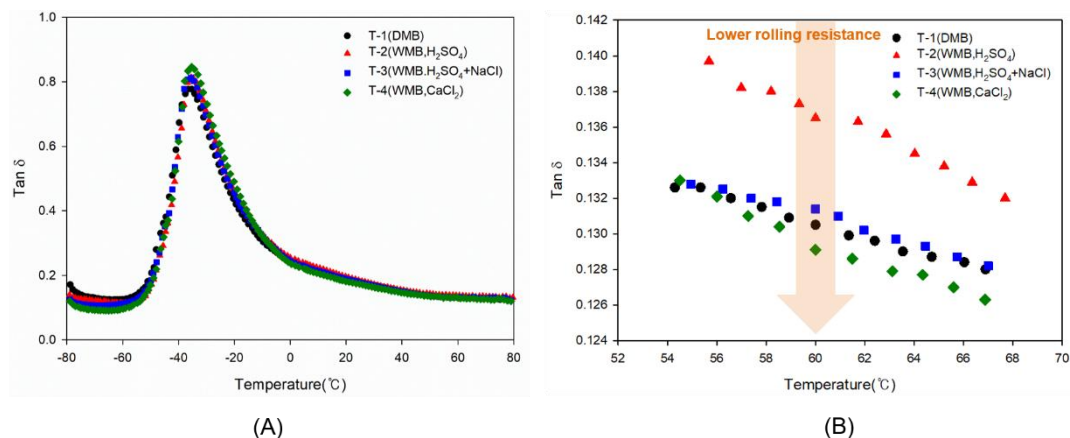 1.0
0.8
0.6
0.4
0.2
0.0
Tan δ
T-1(DMB)
T-2(WMB,H₂SO₄)
T-3(WMB.H₂SO₄+NaCl)
T-4(WMB,CaCl₂)
-80 -60 -40 -20 0 20 40 60 80
Temperature(℃)
(A)
0.142
0.140
0.138
0.136
0.134
0.132
0.130
0.128
0.126
0.124
Tan δ
Lower rolling resistance
T-1(DMB)
T-2(WMB,H₂SO₄)
T-3(WMB,H₂SO₄+NaCl)
T-4(WMB,CaCl₂)
52 54 56 58 60 62 64 66 68 70
Temperature(℃)
(B)